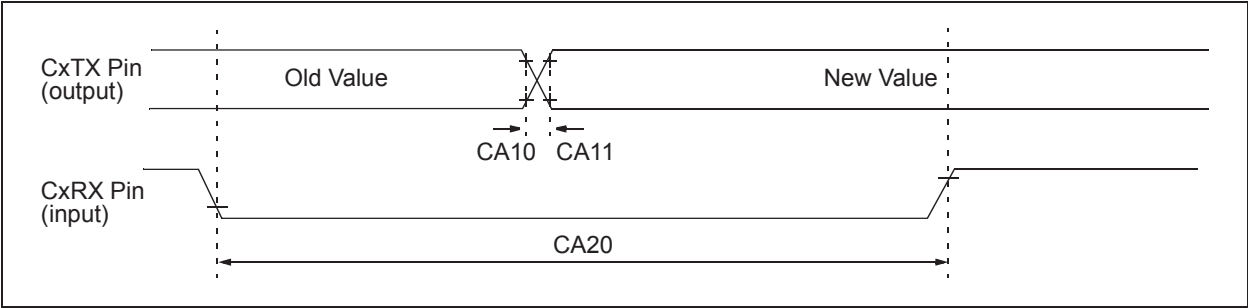 CxTX Pin
(output)
Old Value
New Value
CA10 CA11
CxRX Pin
(input)
CA20